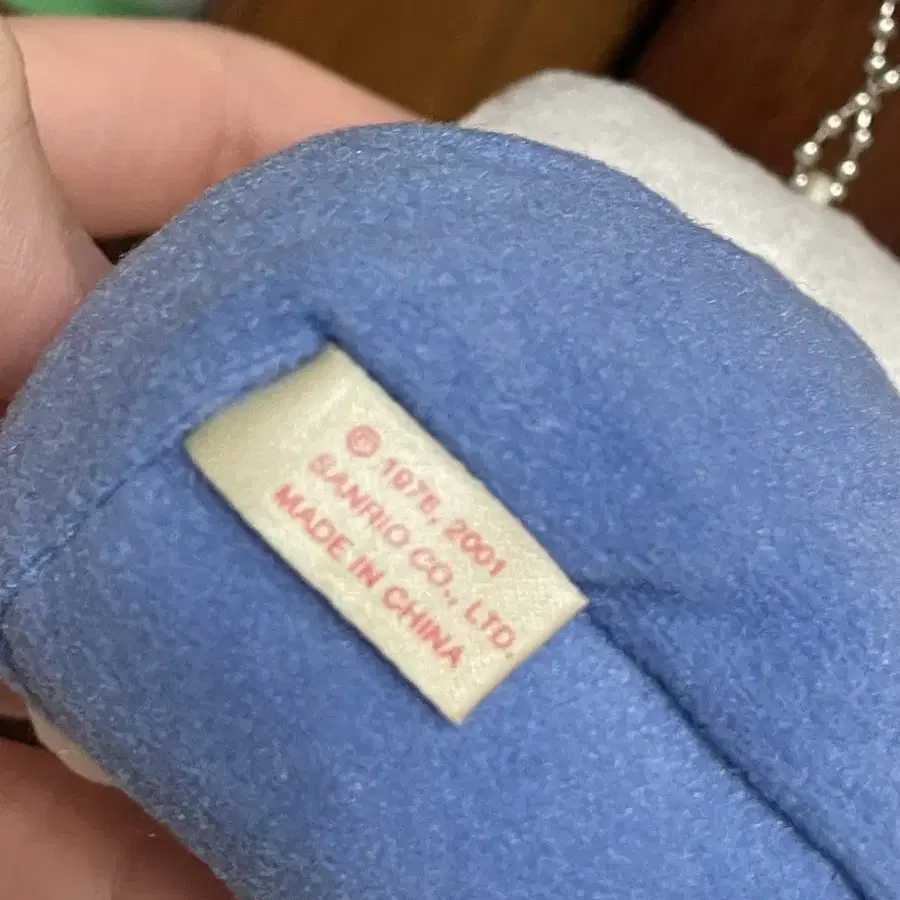 © 1976, 2001
SANRIO CO., LTD.
MADE IN CHINA